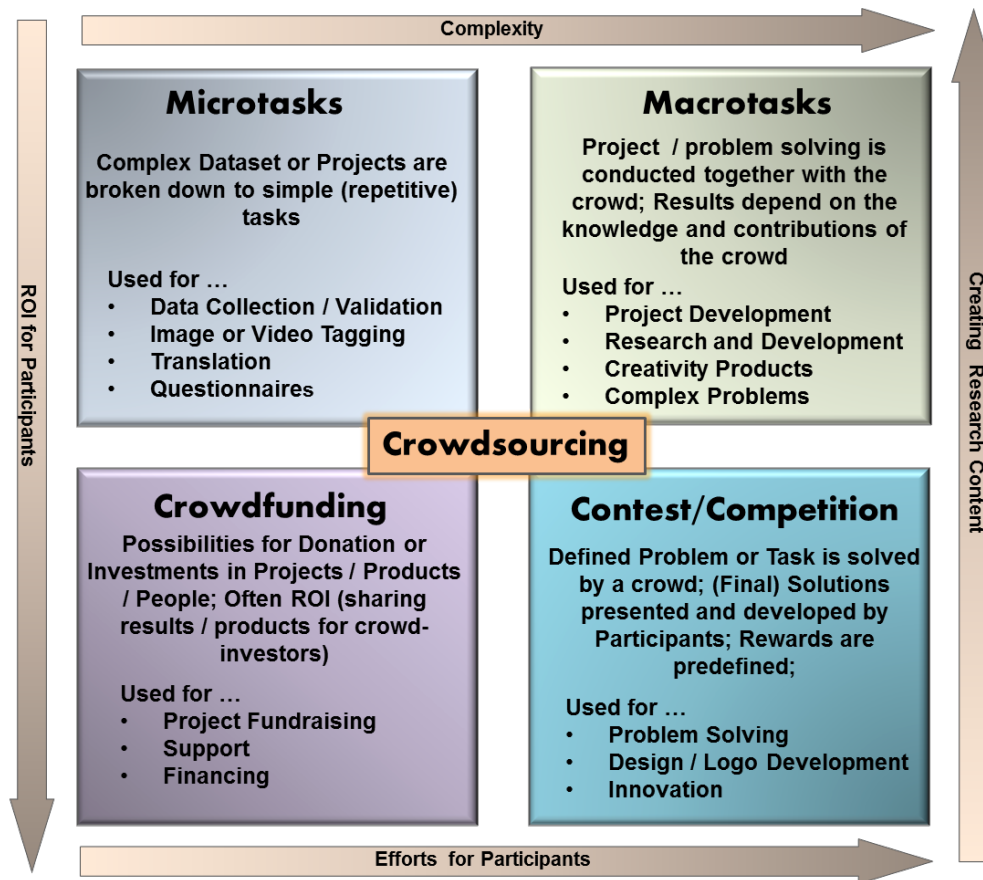 Complexity
Microtasks
Complex Dataset or Projects are
broken down to simple (repetitive)
tasks
Used for …
• Data Collection / Validation
• Image or Video Tagging
• Translation
• Questionnaires
Macrotasks
Project / problem solving is
conducted together with the
crowd; Results depend on the
knowledge and contributions of
the crowd
Used for …
• Project Development
• Research and Development
• Creativity Products
• Complex Problems
ROI for Participants
Creating Research Content
Crowdsourcing
Crowdfunding
Possibilities for Donation or
Investments in Projects / Products
/ People; Often ROI (sharing
results / products for crowd-
investors)
Used for …
• Project Fundraising
• Support
• Financing
Contest/Competition
Defined Problem or Task is solved
by a crowd; (Final) Solutions
presented and developed by
Participants; Rewards are
predefined;
Used for …
• Problem Solving
• Design / Logo Development
• Innovation
Efforts for Participants